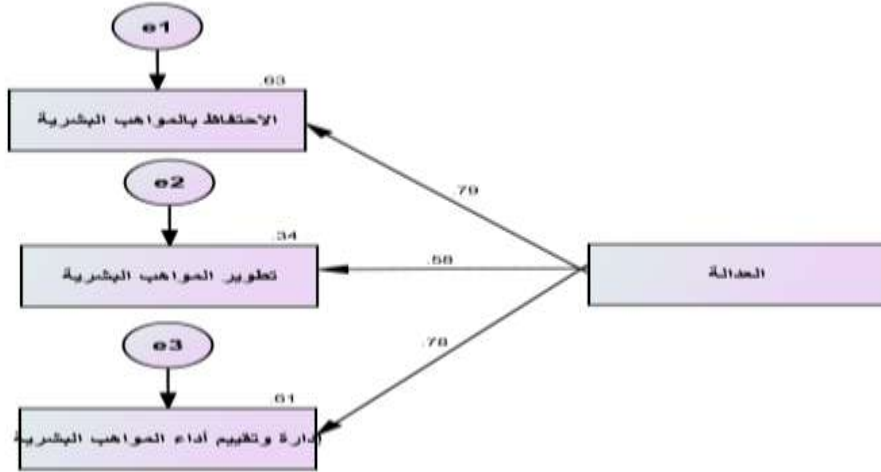 e1
.63
الاحتفاظ بالمواهب البشرية
.79
e2
.34
تطوير المواهب البشرية
.58
العدالة
e3
.78
.61
إدارة وتقييم أداء المواهب البشرية